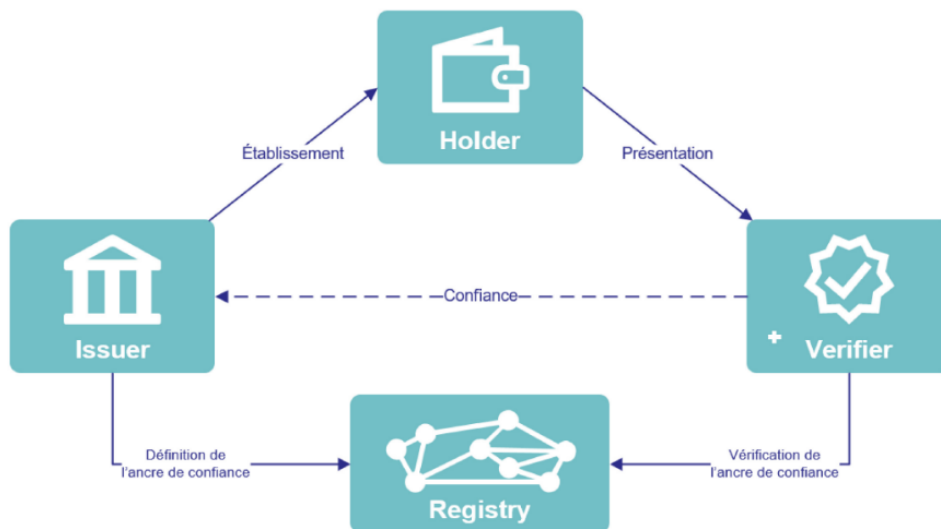 Holder
Établissement
Présentation
Confiance
Issuer
Verifier
Définition de
l'ancre de confiance
Vérification de
l'ancre de confiance
Registry